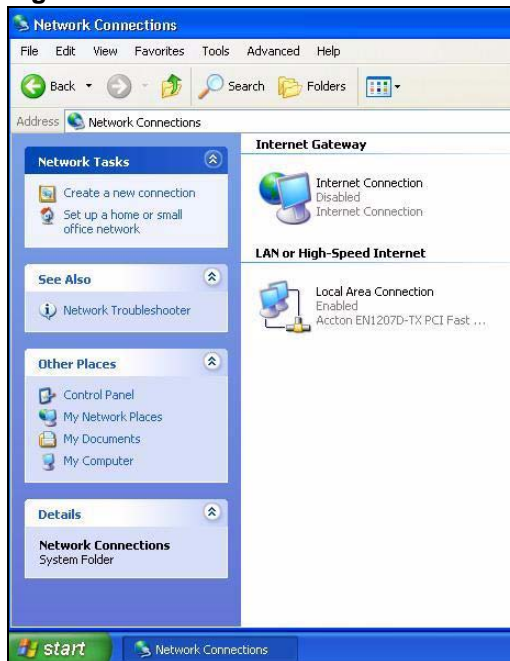 Network Connections
File Edit View Favorites Tools Advanced Help
Back Search Folders
Address Network Connections
Network Tasks
Create a new connection
Set up a home or small
office network
See Also
Network Troubleshooter
Other Places
Control Panel
My Network Places
My Documents
My Computer
Details
Network Connections
System Folder
Internet Gateway
Internet Connection
Disabled
Internet Connection
LAN or High-Speed Internet
Local Area Connection
Enabled
Accton EN1207D-TX PCI Fast ...
start Network Connections